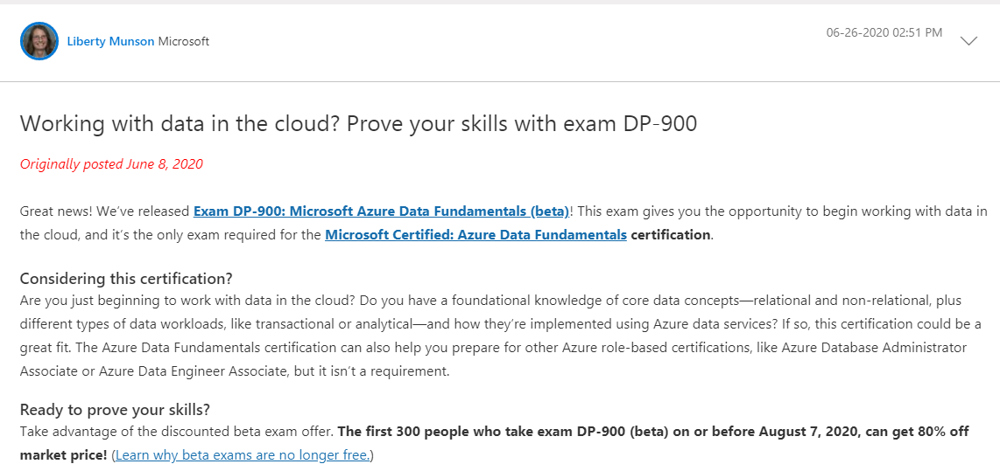 Liberty Munson Microsoft
06-26-2020 02:51 PM
Working with data in the cloud? Prove your skills with exam DP-900
Originally posted June 8, 2020
Great news! We’ve released Exam DP-900: Microsoft Azure Data Fundamentals (beta)! This exam gives you the opportunity to begin working with data in
the cloud, and it’s the only exam required for the Microsoft Certified: Azure Data Fundamentals certification.
Considering this certification?
Are you just beginning to work with data in the cloud? Do you have a foundational knowledge of core data concepts—relational and non-relational, plus
different types of data workloads, like transactional or analytical—and how they’re implemented using Azure data services? If so, this certification could be a
great fit. The Azure Data Fundamentals certification can also help you prepare for other Azure role-based certifications, like Azure Database Administrator
Associate or Azure Data Engineer Associate, but it isn’t a requirement.
Ready to prove your skills?
Take advantage of the discounted beta exam offer. The first 300 people who take exam DP-900 (beta) on or before August 7, 2020, can get 80% off
market price! (Learn why beta exams are no longer free.)